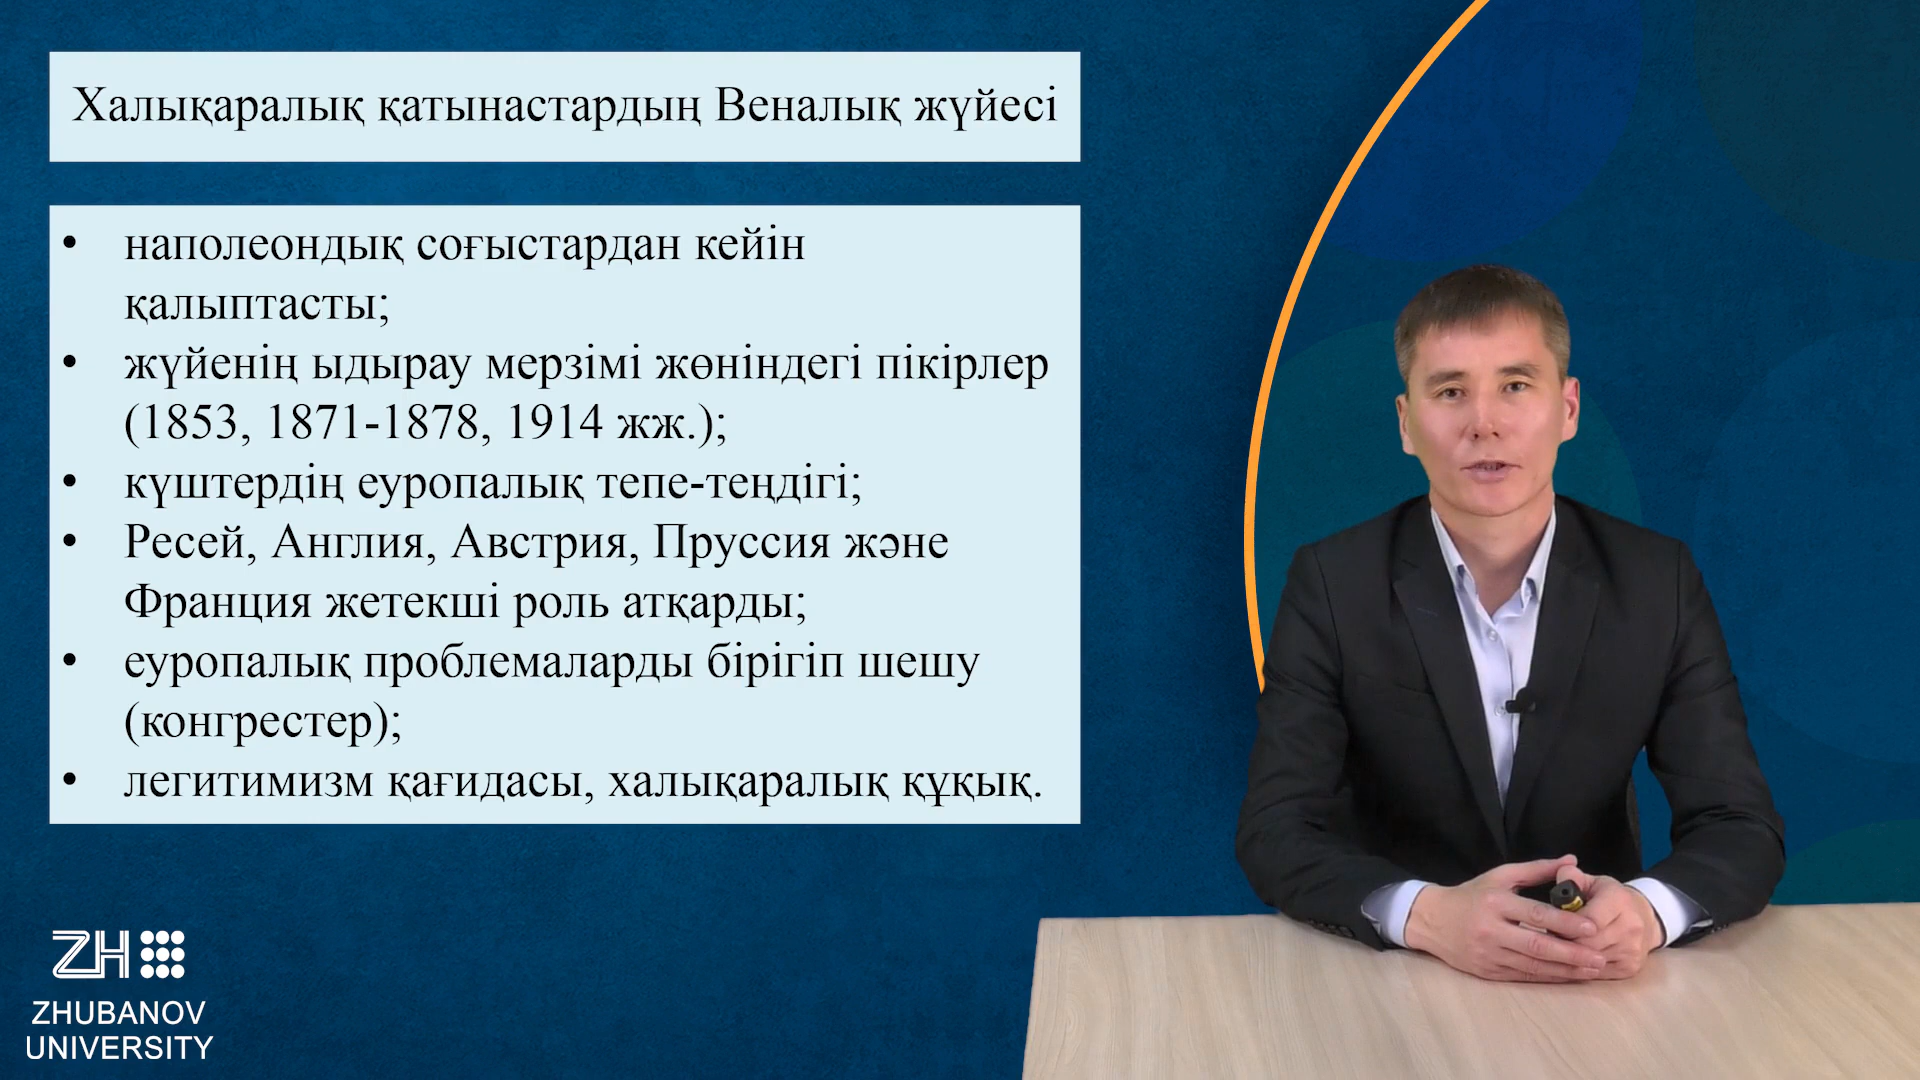 Халықаралық қатынастардың Веналық жүйесі
• наполеондық соғыстардан кейін
қалыптасты;
• жүйенің ыдырау мерзімі жөніндегі пікірлер
(1853, 1871-1878, 1914 жж.);
• күштердің еуропалық тепе-теңдігі;
• Ресей, Англия, Австрия, Пруссия және
Франция жетекші роль атқарды;
• еуропалық проблемаларды бірігіп шешу
(конгрестер);
• легитимизм қағидасы, халықаралық құқық.
ZH
ZHUBANOV
UNIVERSITY